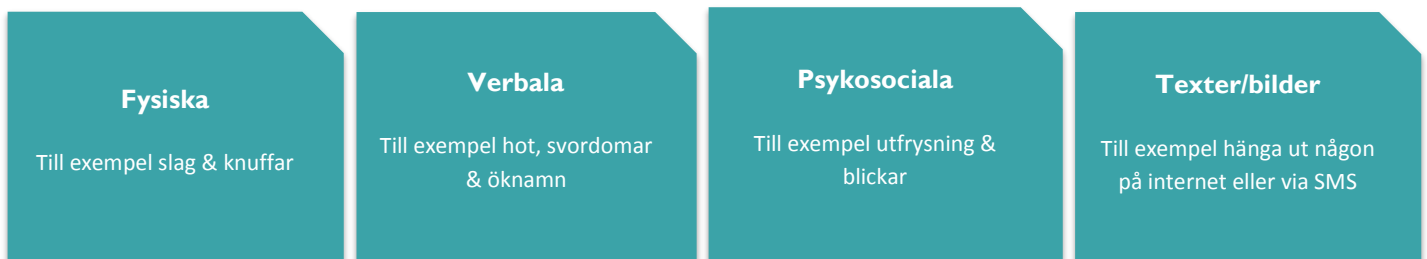 Fysiska
Till exempel slag & knuffar
Verbala
Till exempel hot, svordomar
& öknamn
Psykosociala
Till exempel utfrysning &
blickar
Texter/bilder
Till exempel hänga ut någon
på internet eller via SMS